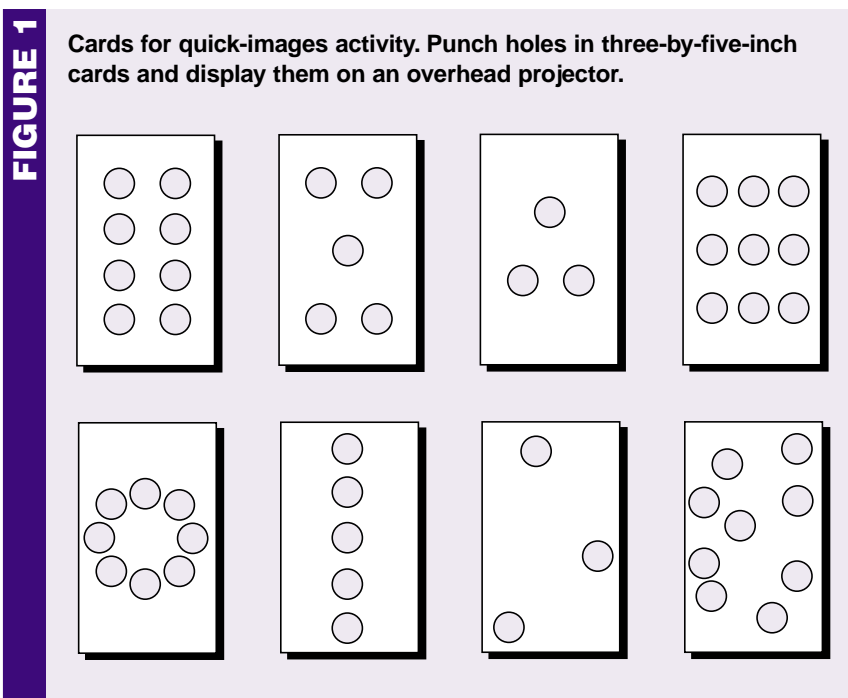 FIGURE 1
Cards for quick-images activity. Punch holes in three-by-five-inch
cards and display them on an overhead projector.